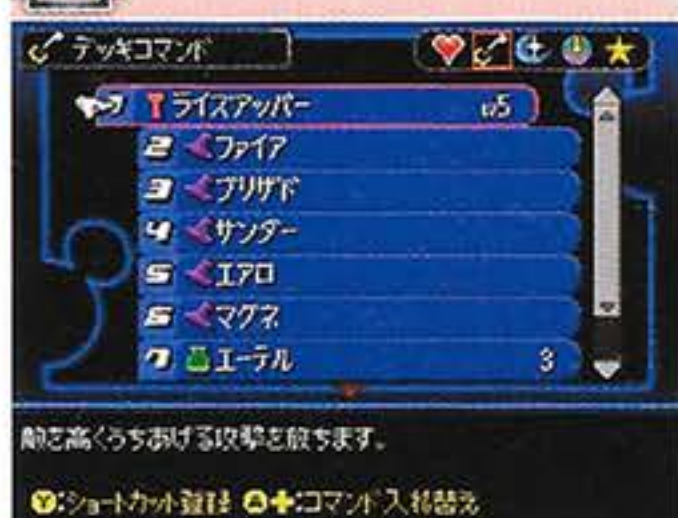 デッキコマンド
1 ライズアッパー LV5
2 ファイア
3 ブリザド
4 サンダー
5 エアロ
6 マグネ
7 エーテル 3
敵を高くうちあげる攻撃を放ちます。
Y:ショートカット登録 A+:コマンド入れ替え